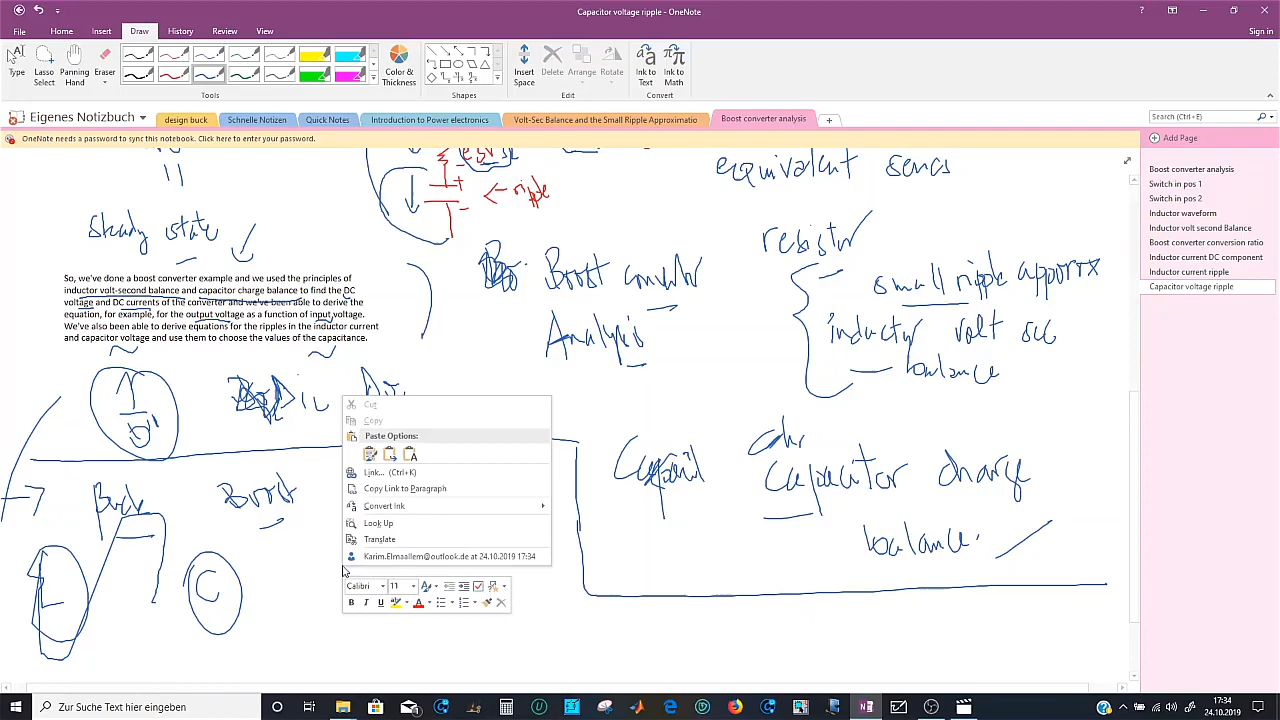 Capacitor voltage ripple - OneNote
?
Sign in
File
Home
Insert
Draw
History
Review
View
Type
Lasso Select
Panning Hand
Eraser
Color & Thickness
Insert Space
Delete
Arrange
Rotate
Ink to Text
Ink to Math
Tools
Shapes
Edit
Convert
Eigenes Notizbuch
design buck
Schnelle Notizen
Quick Notes
Introduction to Power electronics
Volt-Sec Balance and the Small Ripple Approximatio
Boost converter analysis
Search (Ctrl+E)
OneNote needs a password to sync this notebook. Click here to enter your password.
Add Page
Boost converter analysis
Switch in pos 1
Switch in pos 2
Inductor waveform
Inductor volt second Balance
Boost converter conversion ratio
Inductor current DC component
Inductor current ripple
Capacitor voltage ripple
ripple
equivalent
resistor
steady state
So, we've done a boost converter example and we used the principles of
inductor volt-second balance and capacitor charge balance to find the DC
voltage and DC currents of the converter and we've been able to derive the
equation, for example, for the output voltage as a function of input voltage.
We've also been able to derive equations for the ripples in the inductor current
and capacitor voltage and use them to choose the values of the capacitance.
Boost
Analysis
small ripple approx
inductor volt sec
balance
Capacitor charge
balance.
1
D'
Buck
Boost
L
C
Cut
Copy
Paste Options:
Link... (Ctrl+K)
Copy Link to Paragraph
Convert Ink
Look Up
Translate
Karim.Elmaallem@outlook.de at 24.10.2019 17:34
Calibri
11
B I U
Zur Suche Text hier eingeben
17:34
24.10.2019